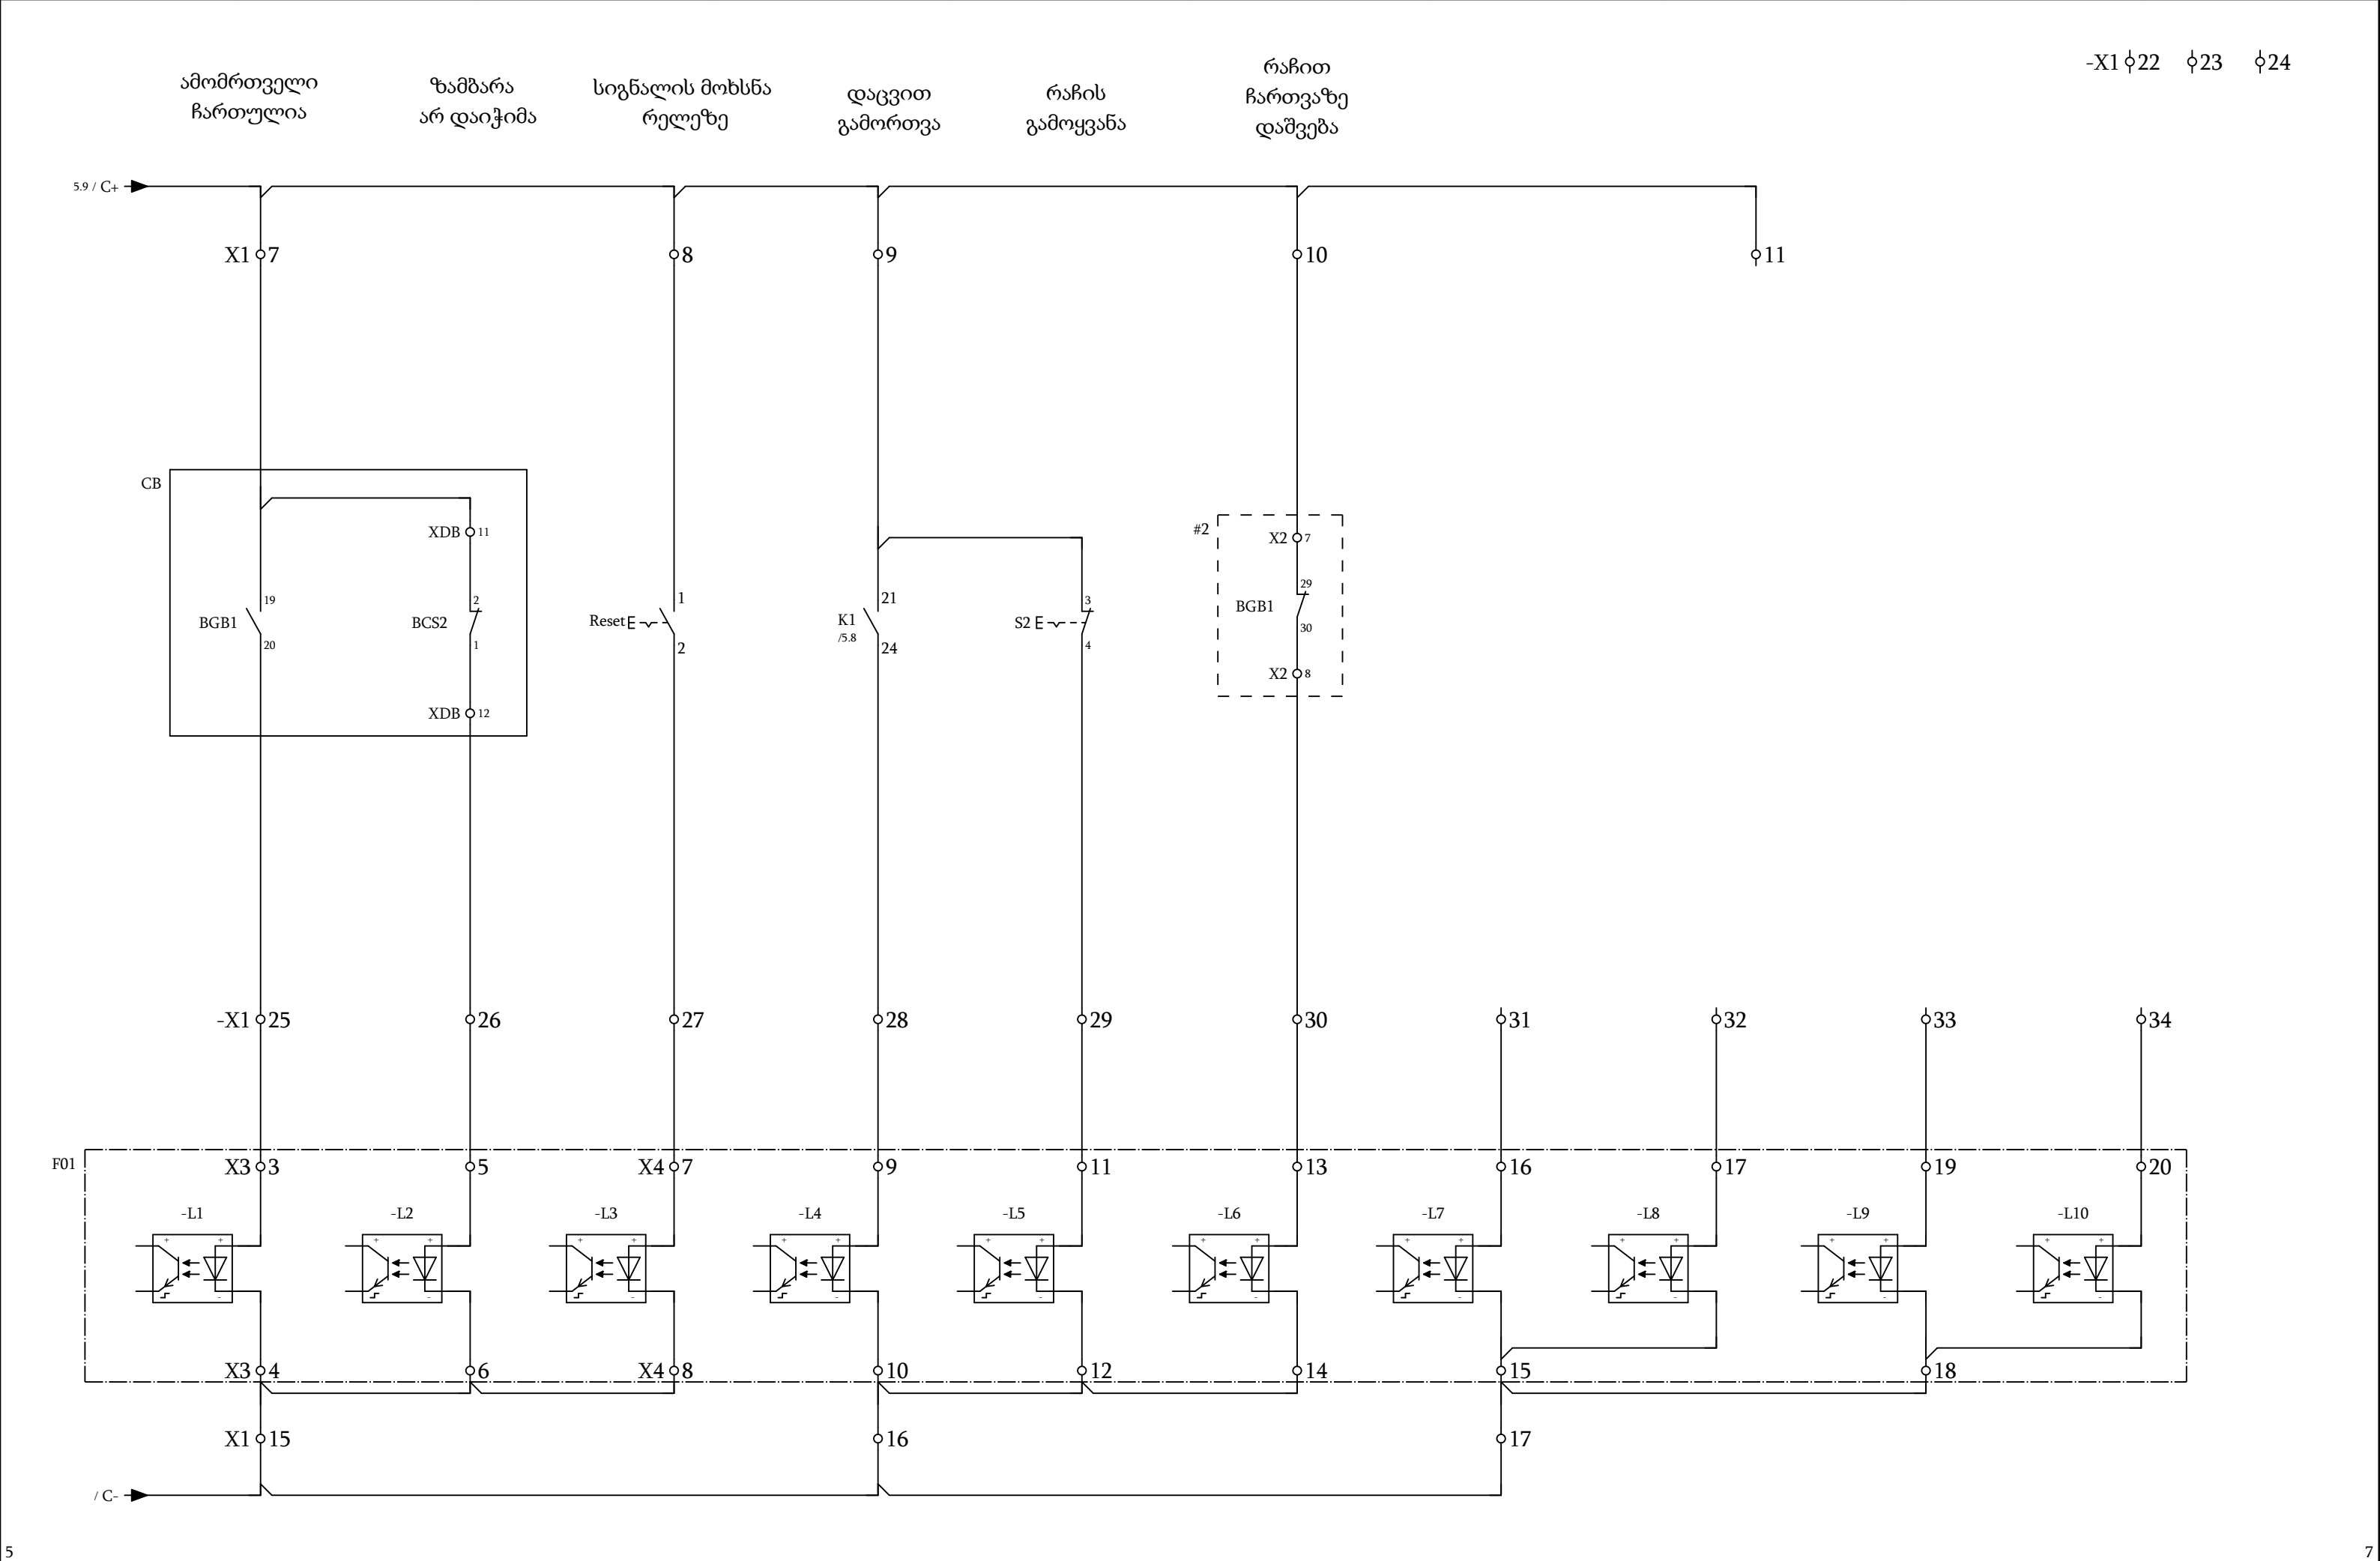 -X1 22 23 24
ამომრთველი
ჩართულია
ზამბარა
არ დაიჭიმა
სიგნალის მოხსნა
რელეზე
დაცვით
გამორთვა
რაჩის
გამოყვანა
რაჩით
ჩართვაზე
დაშვება
5.9 / C+
X1 7 8 9 10 11
CB
XDB 11
#2
X2 7
BGB1 19 20
BCS2 2 1
Reset 1 2
K1 21 24
/5.8
S2 3 4
BGB1 29 30
X2 8
XDB 12
-X1 25 26 27 28 29 30 31 32 33 34
F01
X3 3 5 X4 7 9 11 13 16 17 19 20
-L1 -L2 -L3 -L4 -L5 -L6 -L7 -L8 -L9 -L10
+ + + + + + + + + + + + + + + + + + + +
- - - - - - - - - -
X3 4 6 X4 8 10 12 14 15 18
X1 15 16 17
/ C-
5 7